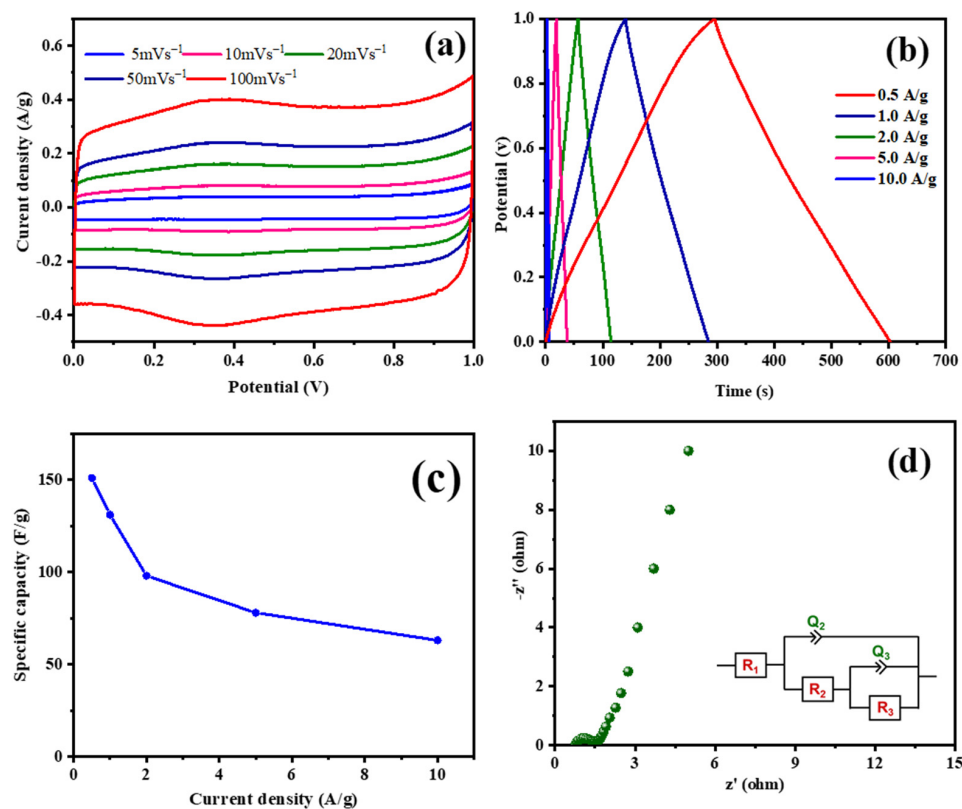 (a)
5mVs⁻¹ 10mVs⁻¹ 20mVs⁻¹
50mVs⁻¹ 100mVs⁻¹
Current density (A/g)
0.6
0.4
0.2
0.0
-0.2
-0.4
0.0 0.2 0.4 0.6 0.8 1.0
Potential (V)
(b)
0.5 A/g
1.0 A/g
2.0 A/g
5.0 A/g
10.0 A/g
Potential (v)
1.0
0.8
0.6
0.4
0.2
0.0
0 100 200 300 400 500 600 700
Time (s)
(c)
Specific capacity (F/g)
150
100
50
0
0 2 4 6 8 10
Current density (A/g)
(d)
-z'' (ohm)
10
8
6
4
2
0
0 3 6 9 12 15
z' (ohm)
Q₂
Q₃
R₁
R₂
R₃